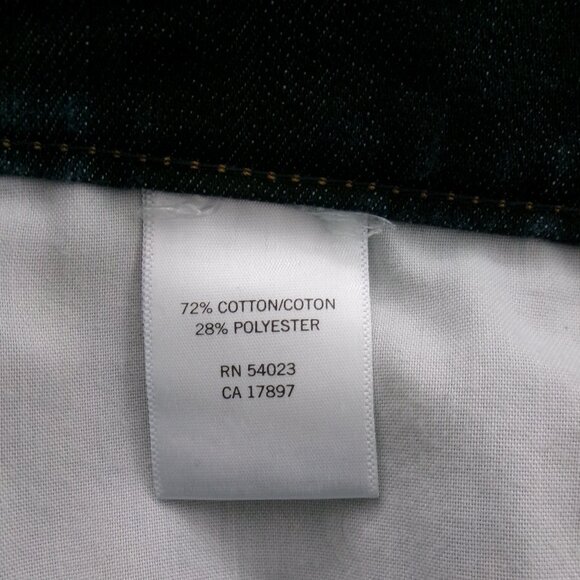 72% COTTON/COTON
28% POLYESTER
RN 54023
CA 17897